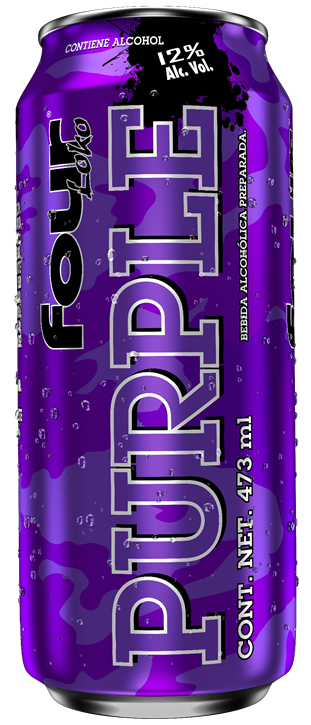 CONTIENE ALCOHOL
12%
Alc. Vol.
four
Loko
PURPLE
BEBIDA ALCOHÓLICA PREPARADA.
CONT. NET. 473 ml